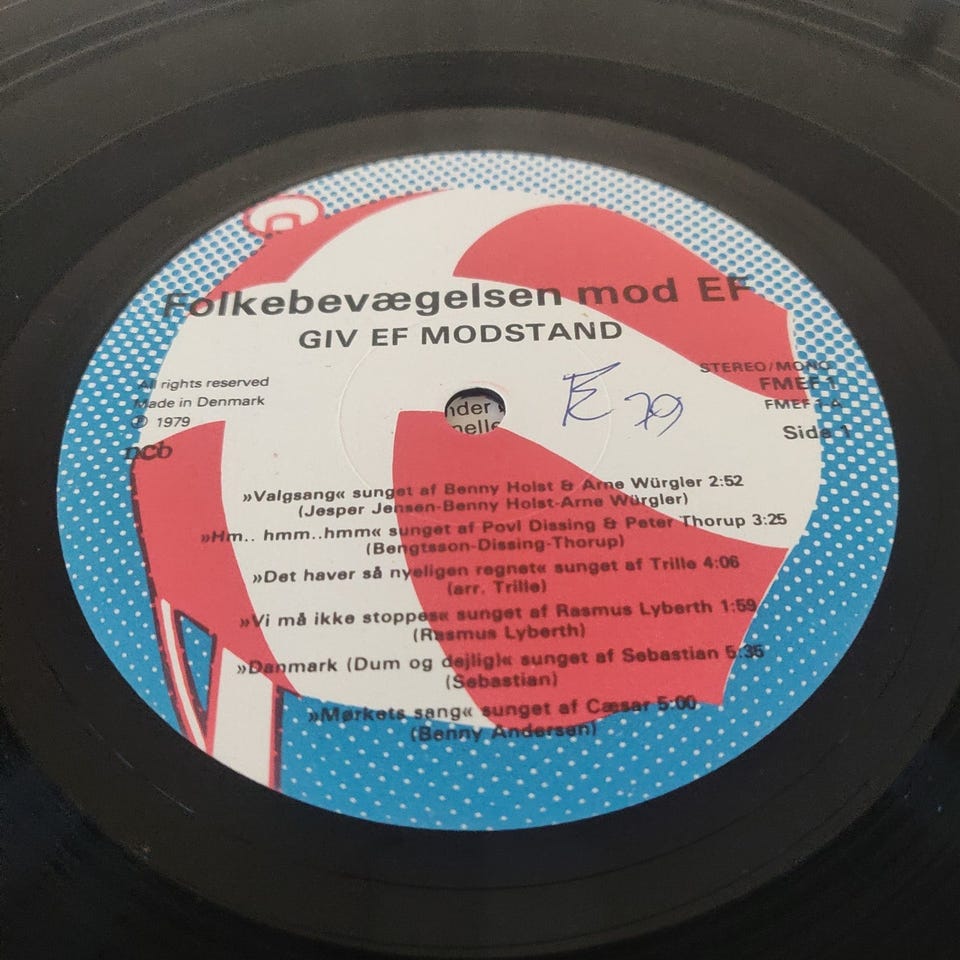 Folkebevægelsen mod EF
GIV EF MODSTAND
All rights reserved
Made in Denmark
℗ 1979
ncb
STEREO/MONO
FMEF 1
FMEF 1 A
Side 1
79
»Valgsang« sunget af Benny Holst & Arne Würgler 2:52
(Jesper Jensen-Benny Holst-Arne Würgler)
»Hm.. hmm..hmm« sunget af Povl Dissing & Peter Thorup 3:25
(Bengtsson-Dissing-Thorup)
»Det haver så nyeligen regnet« sunget af Trille 4:06
(arr. Trille)
»Vi må ikke stoppes« sunget af Rasmus Lyberth 1:59
(Rasmus Lyberth)
»Danmark (Dum og dejlig)« sunget af Sebastian 5:35
(Sebastian)
»Mørkets sang« sunget af Cæsar 5:00
(Benny Andersen)